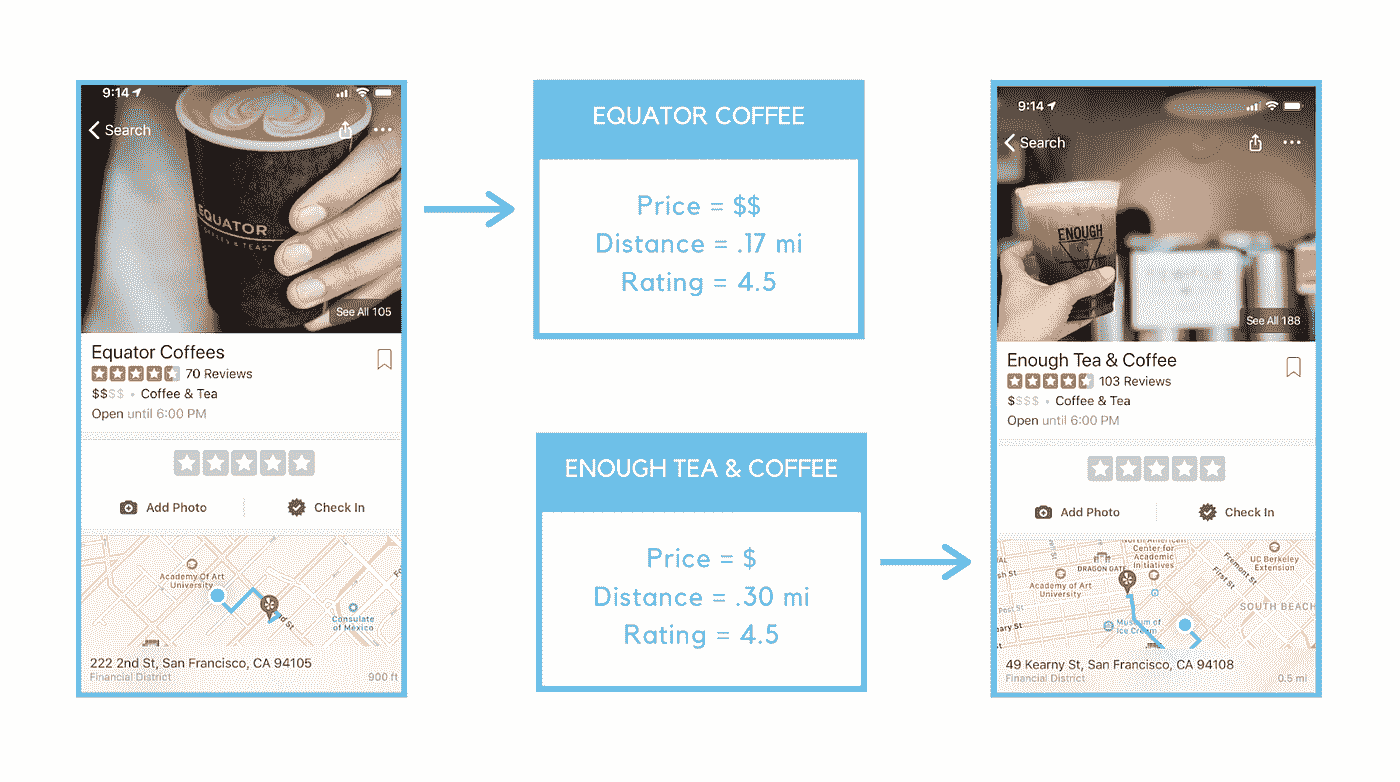 9:14
Search
EQUATOR
COFFEES & TEAS
See All 105
Equator Coffees
70 Reviews
$$$$ • Coffee & Tea
Open until 6:00 PM
Add Photo
Check In
Academy Of Art
University
2nd St
Consulate
of Mexico
222 2nd St, San Francisco, CA 94105
Financial District
900 ft
EQUATOR COFFEE
Price = $$
Distance = .17 mi
Rating = 4.5
ENOUGH TEA & COFFEE
Price = $
Distance = .30 mi
Rating = 4.5
9:14
Search
ENOUGH
See All 188
Enough Tea & Coffee
103 Reviews
$$$$ • Coffee & Tea
Open until 6:00 PM
Add Photo
Check In
North American
Center for
Academic
Initiatives
DRAGON GATE
UC Berkeley
Extension
Fremont St
First St
Academy of Art
University
Post St
SOUTH BEACH
Museum of
Ice Cream
49 Kearny St, San Francisco, CA 94108
Financial District
0.5 mi